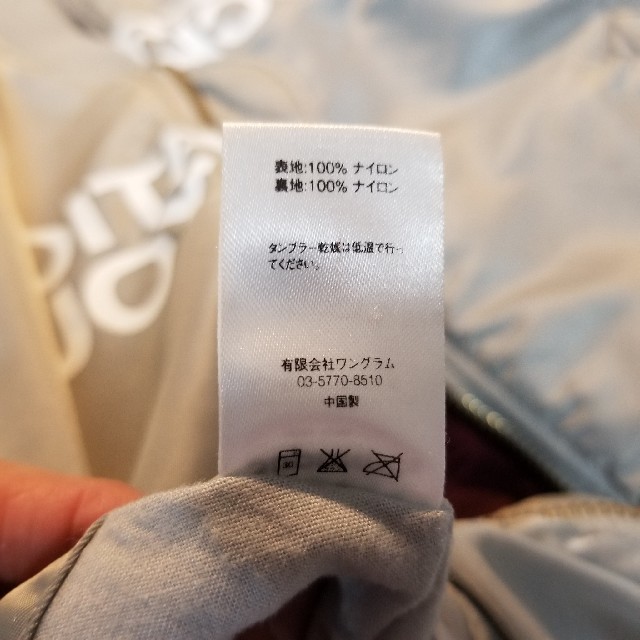 表地:100% ナイロン
裏地:100% ナイロン
タンブラー乾燥は低温で行っ
てください。
有限会社ワングラム
03-5770-8510
中国製